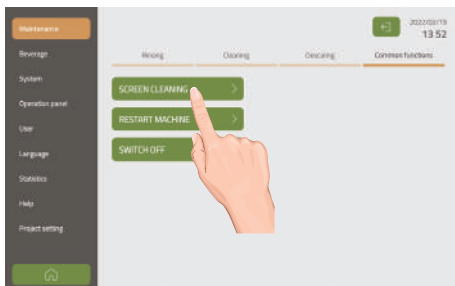 Maintenance
2022/03/19
13 52
Beverage
Rinsing
Cleaning
Descaling
Common functions
System
SCREEN CLEANING
Operation panel
RESTART MACHINE
User
SWITCH OFF
Language
Statistics
Help
Project setting